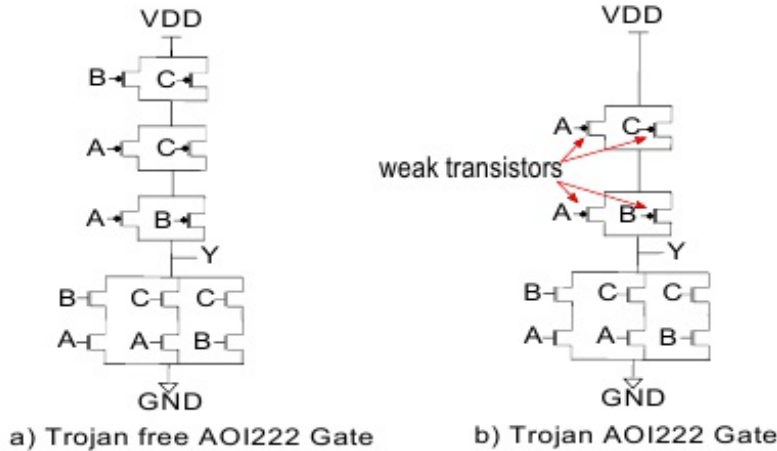 VDD
B C
A C
A B
Y
B C C
A A B
GND
a) Trojan free AOI222 Gate
VDD
A C
weak transistors
A B
Y
B C C
A A B
GND
b) Trojan AOI222 Gate